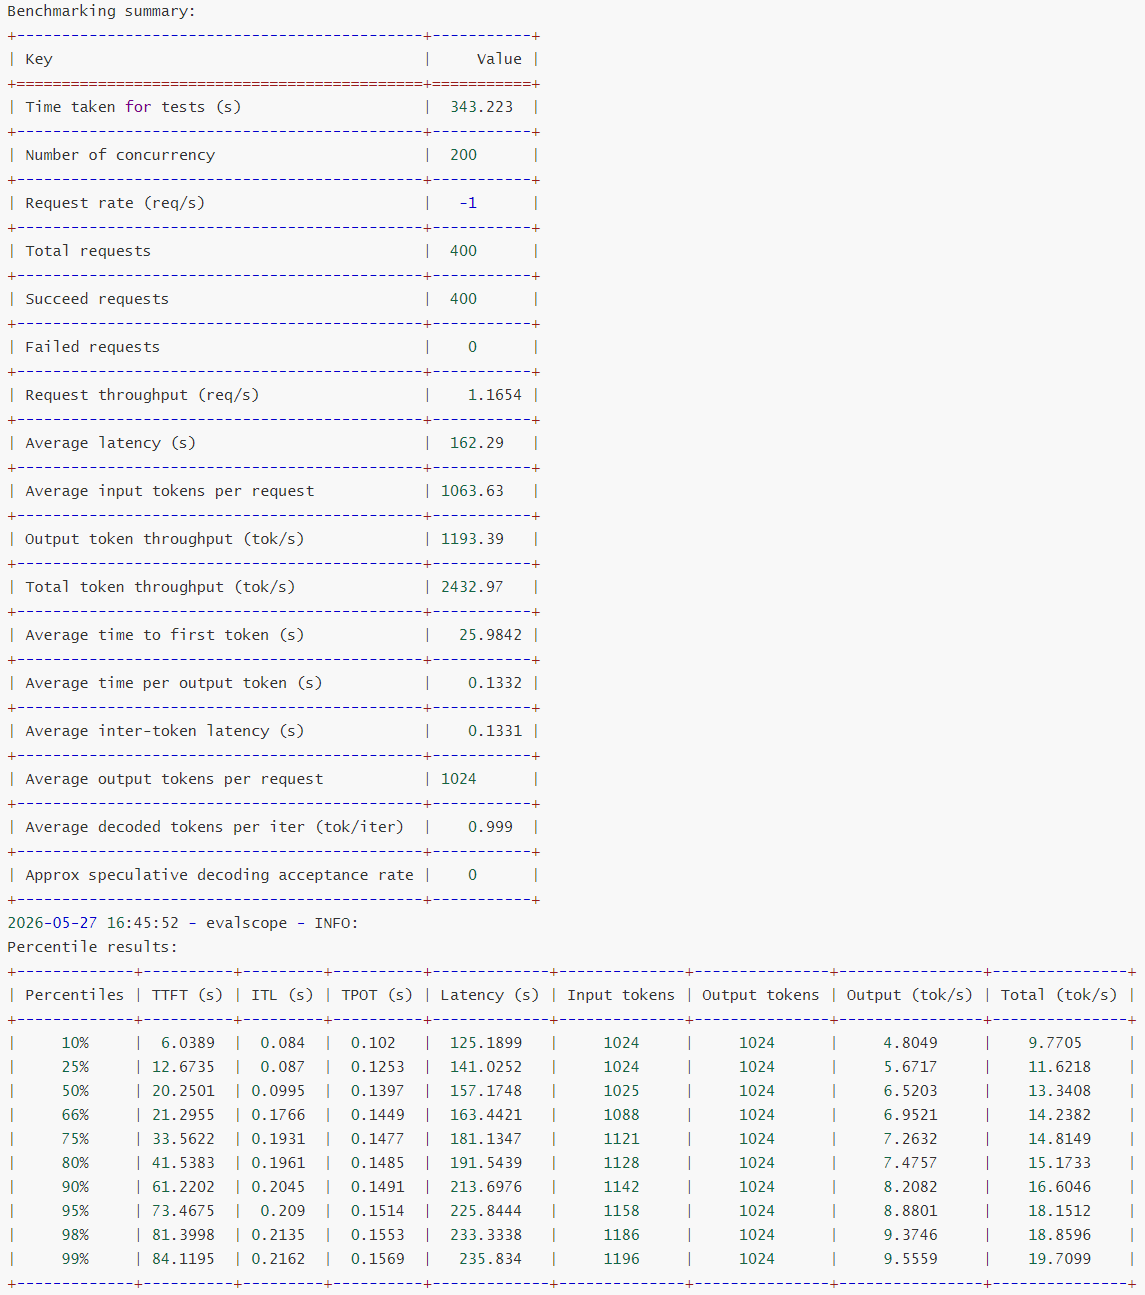 Benchmarking summary:
+---------------------------------------------+-----------+
| Key                                         |     Value |
+=============================================+===========+
| Time taken for tests (s)                    |  343.223  |
+---------------------------------------------+-----------+
| Number of concurrency                       |  200      |
+---------------------------------------------+-----------+
| Request rate (req/s)                        |   -1      |
+---------------------------------------------+-----------+
| Total requests                              |  400      |
+---------------------------------------------+-----------+
| Succeed requests                            |  400      |
+---------------------------------------------+-----------+
| Failed requests                             |    0      |
+---------------------------------------------+-----------+
| Request throughput (req/s)                  |    1.1654 |
+---------------------------------------------+-----------+
| Average latency (s)                         |  162.29   |
+---------------------------------------------+-----------+
| Average input tokens per request            | 1063.63   |
+---------------------------------------------+-----------+
| Output token throughput (tok/s)             | 1193.39   |
+---------------------------------------------+-----------+
| Total token throughput (tok/s)              | 2432.97   |
+---------------------------------------------+-----------+
| Average time to first token (s)             |   25.9842 |
+---------------------------------------------+-----------+
| Average time per output token (s)           |    0.1332 |
+---------------------------------------------+-----------+
| Average inter-token latency (s)             |    0.1331 |
+---------------------------------------------+-----------+
| Average output tokens per request           | 1024      |
+---------------------------------------------+-----------+
| Average decoded tokens per iter (tok/iter)  |    0.999  |
+---------------------------------------------+-----------+
| Approx speculative decoding acceptance rate |    0      |
+---------------------------------------------+-----------+
2026-05-27 16:45:52 - evalscope - INFO:
Percentile results:
+-------------+----------+---------+----------+-------------+--------------+---------------+----------------+---------------+
| Percentiles | TTFT (s) | ITL (s) | TPOT (s) | Latency (s) | Input tokens | Output tokens | Output (tok/s) | Total (tok/s) |
+-------------+----------+---------+----------+-------------+--------------+---------------+----------------+---------------+
|     10%     |  6.0389  |  0.084  |  0.102   |  125.1899   |     1024     |     1024      |     4.8049     |    9.7705     |
|     25%     | 12.6735  |  0.087  |  0.1253  |  141.0252   |     1024     |     1024      |     5.6717     |    11.6218    |
|     50%     | 20.2501  | 0.0995  |  0.1397  |  157.1748   |     1025     |     1024      |     6.5203     |    13.3408    |
|     66%     | 21.2955  | 0.1766  |  0.1449  |  163.4421   |     1088     |     1024      |     6.9521     |    14.2382    |
|     75%     | 33.5622  | 0.1931  |  0.1477  |  181.1347   |     1121     |     1024      |     7.2632     |    14.8149    |
|     80%     | 41.5383  | 0.1961  |  0.1485  |  191.5439   |     1128     |     1024      |     7.4757     |    15.1733    |
|     90%     | 61.2202  | 0.2045  |  0.1491  |  213.6976   |     1142     |     1024      |     8.2082     |    16.6046    |
|     95%     | 73.4675  |  0.209  |  0.1514  |  225.8444   |     1158     |     1024      |     8.8801     |    18.1512    |
|     98%     | 81.3998  | 0.2135  |  0.1553  |  233.3338   |     1186     |     1024      |     9.3746     |    18.8596    |
|     99%     | 84.1195  | 0.2162  |  0.1569  |   235.834   |     1196     |     1024      |     9.5559     |    19.7099    |
+-------------+----------+---------+----------+-------------+--------------+---------------+----------------+---------------+